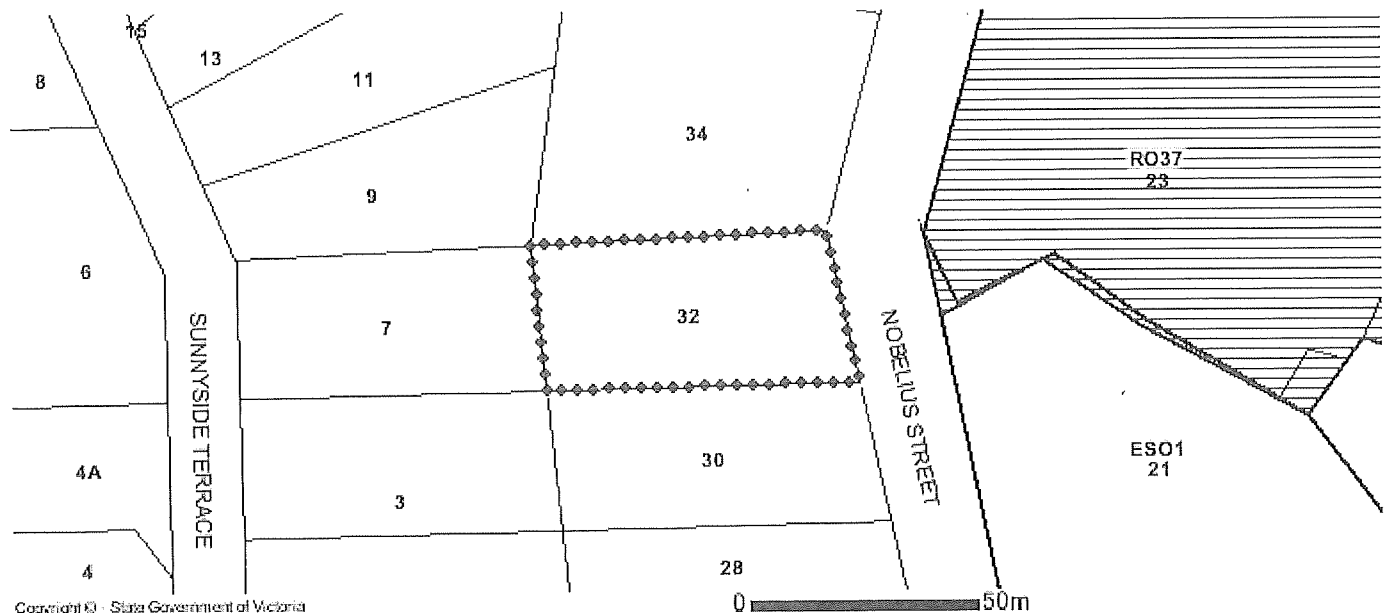 15
13
8
11
34
RO37
23
9
6
7
32
SUNNYSIDE TERRACE
NOBELIUS STREET
4A
30
ESO1
21
3
4
28
Copyright © - State Government of Victoria
0 50m